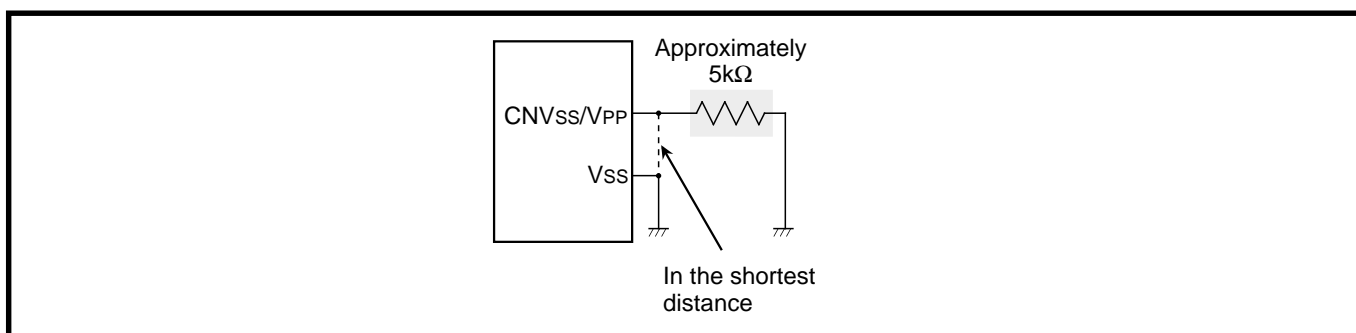 Approximately
5kΩ
CNVSS/VPP
VSS
In the shortest
distance